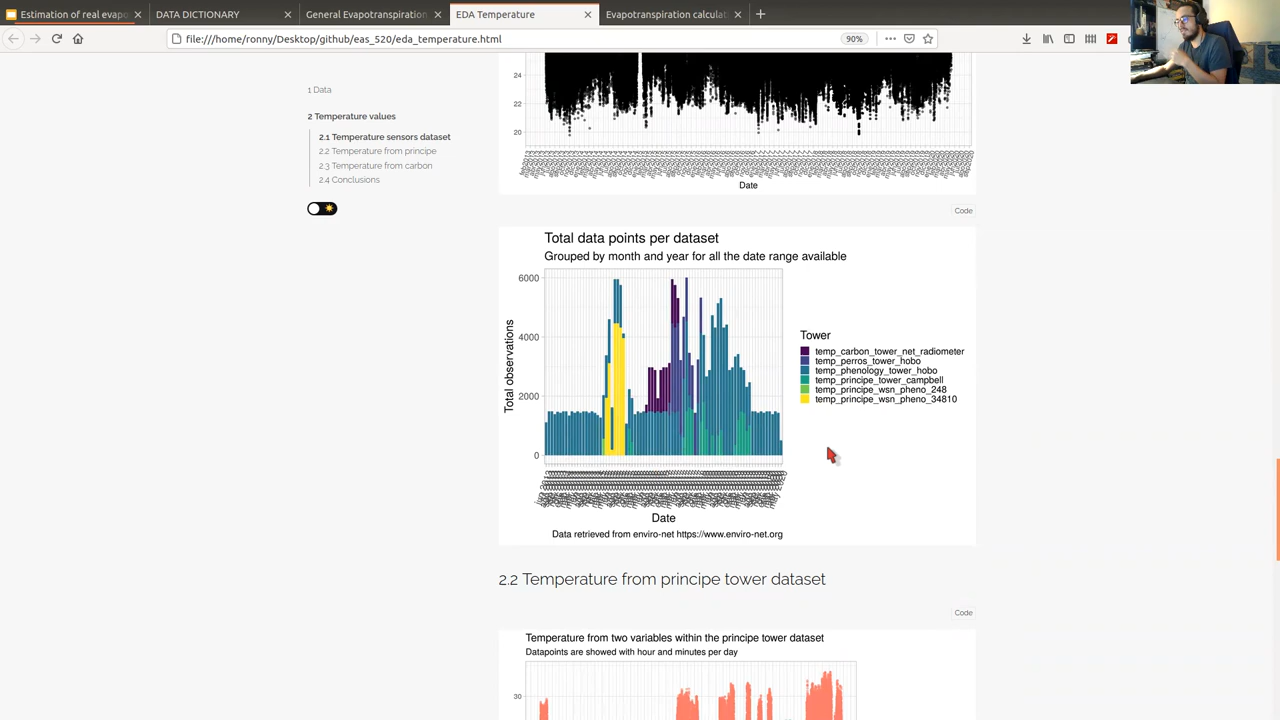 Estimation of real evapo
DATA DICTIONARY
General Evapotranspiration
EDA Temperature
Evapotranspiration calculat
file:///home/ronny/Desktop/github/eas_520/eda_temperature.html
90%
1 Data
2 Temperature values
2.1 Temperature sensors dataset
2.2 Temperature from principe
2.3 Temperature from carbon
2.4 Conclusions
24
22
20
Date
Code
Total data points per dataset
Grouped by month and year for all the date range available
6000
4000
2000
0
Total observations
Date
Data retrieved from enviro-net https://www.enviro-net.org
Tower
temp_carbon_tower_net_radiometer
temp_perros_tower_hobo
temp_phenology_tower_hobo
temp_principe_tower_campbell
temp_principe_wsn_pheno_248
temp_principe_wsn_pheno_34810
2.2 Temperature from principe tower dataset
Code
Temperature from two variables within the principe tower dataset
Datapoints are showed with hour and minutes per day
30